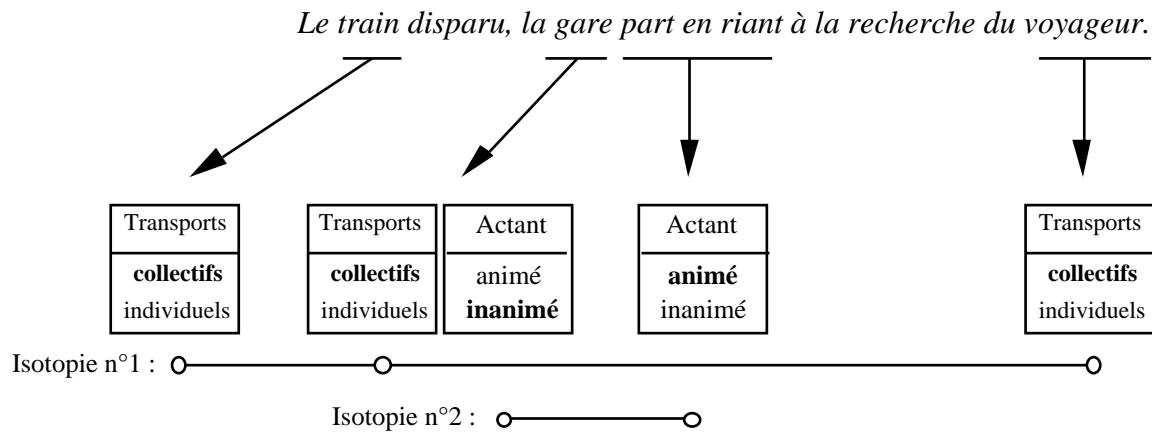 Le train disparu, la gare part en riant à la recherche du voyageur.
Transports Transports Actant Actant Transports
collectifs collectifs animé animé collectifs
individuels individuels inanimé inanimé individuels
Isotopie n°1 :
Isotopie n°2 :